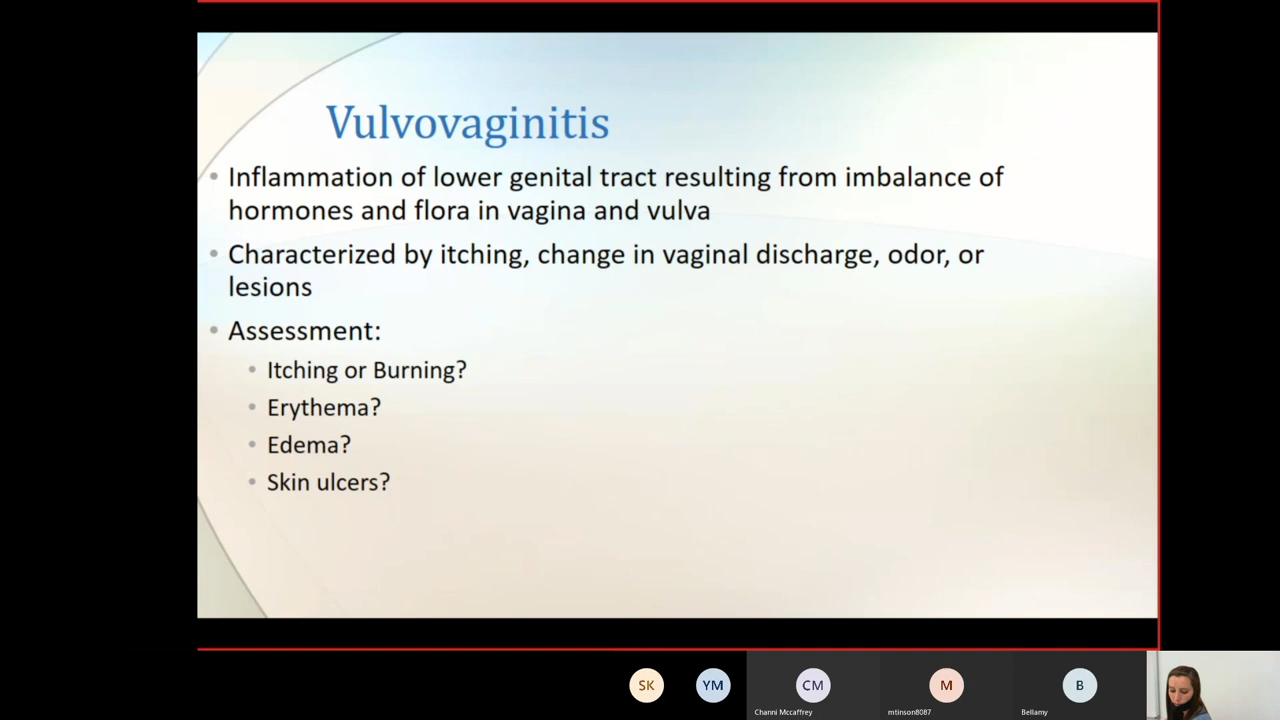 Vulvovaginitis
• Inflammation of lower genital tract resulting from imbalance of
hormones and flora in vagina and vulva
• Characterized by itching, change in vaginal discharge, odor, or
lesions
• Assessment:
• Itching or Burning?
• Erythema?
• Edema?
• Skin ulcers?
SK
YM
CM
M
B
Channi Mccaffrey
mtinson8087
Bellamy